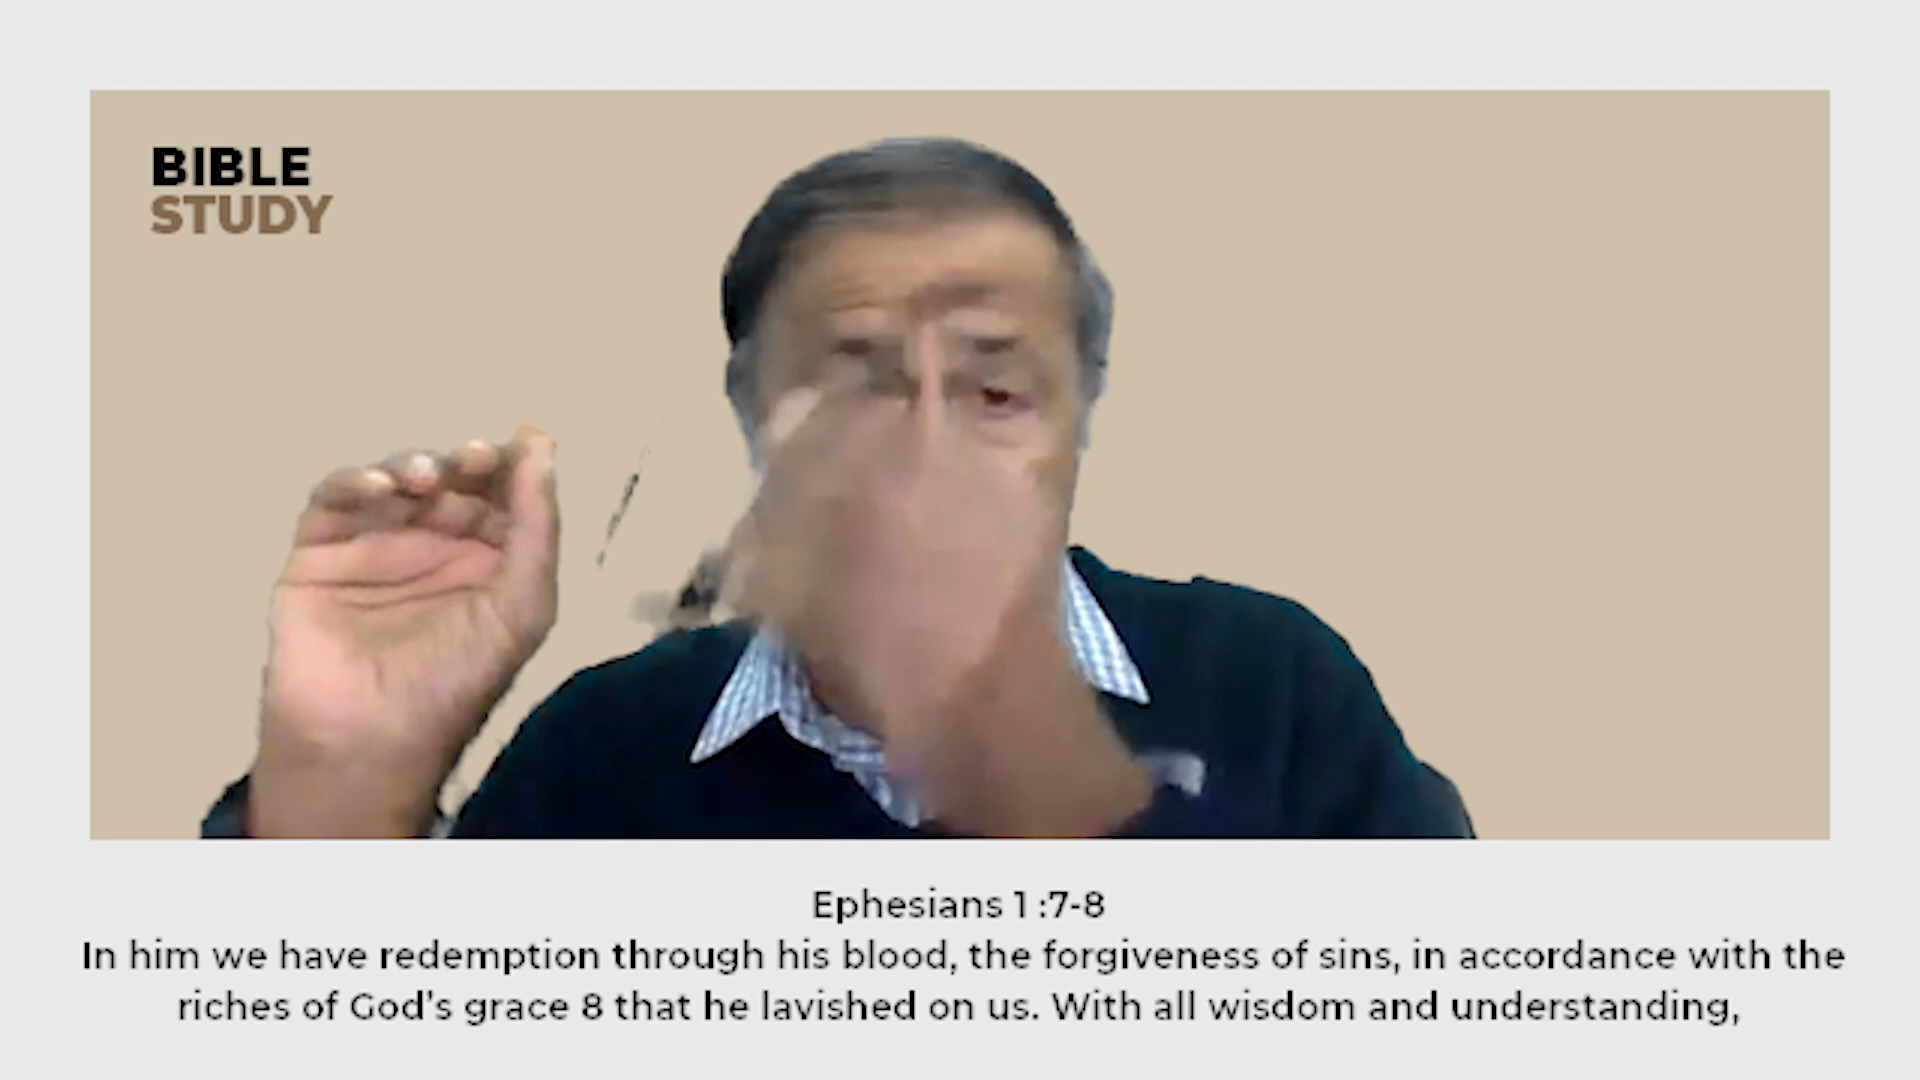 BIBLE
STUDY
Ephesians 1 :7-8
In him we have redemption through his blood, the forgiveness of sins, in accordance with the
riches of God's grace 8 that he lavished on us. With all wisdom and understanding,